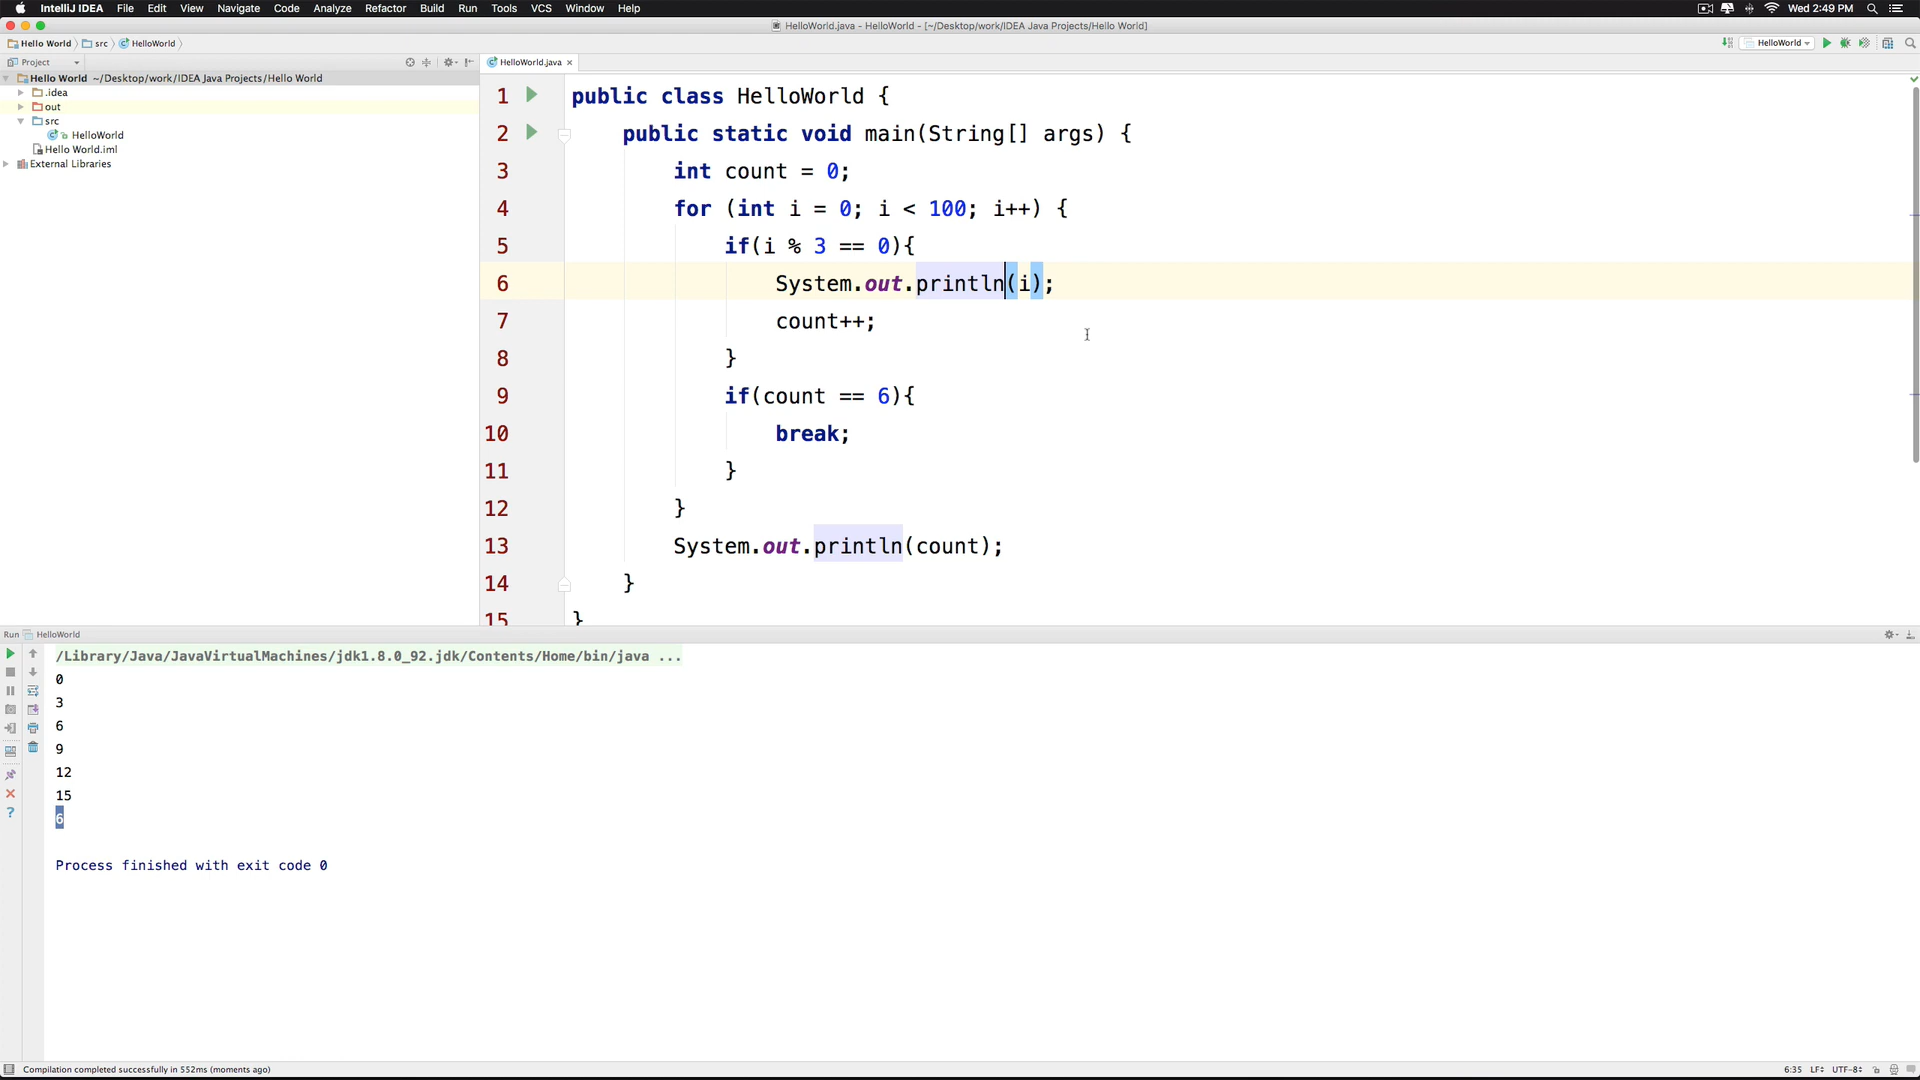 IntelliJ IDEA File Edit View Navigate Code Analyze Refactor Build Run Tools VCS Window Help Wed 2:49 PM
HelloWorld.java - HelloWorld - [~/Desktop/work/IDEA Java Projects/Hello World]
Hello World src HelloWorld HelloWorld
Project
HelloWorld.java
Hello World ~/Desktop/work/IDEA Java Projects/Hello World
.idea
out
src
HelloWorld
Hello World.iml
External Libraries
1 public class HelloWorld {
2 public static void main(String[] args) {
3 int count = 0;
4 for (int i = 0; i < 100; i++) {
5 if(i % 3 == 0){
6 System.out.println(i);
7 count++;
8 }
9 if(count == 6){
10 break;
11 }
12 }
13 System.out.println(count);
14 }
15 }
Run HelloWorld
/Library/Java/JavaVirtualMachines/jdk1.8.0_92.jdk/Contents/Home/bin/java ...
0
3
6
9
12
15
6
Process finished with exit code 0
Compilation completed successfully in 552ms (moments ago) 6:35 LF UTF-8